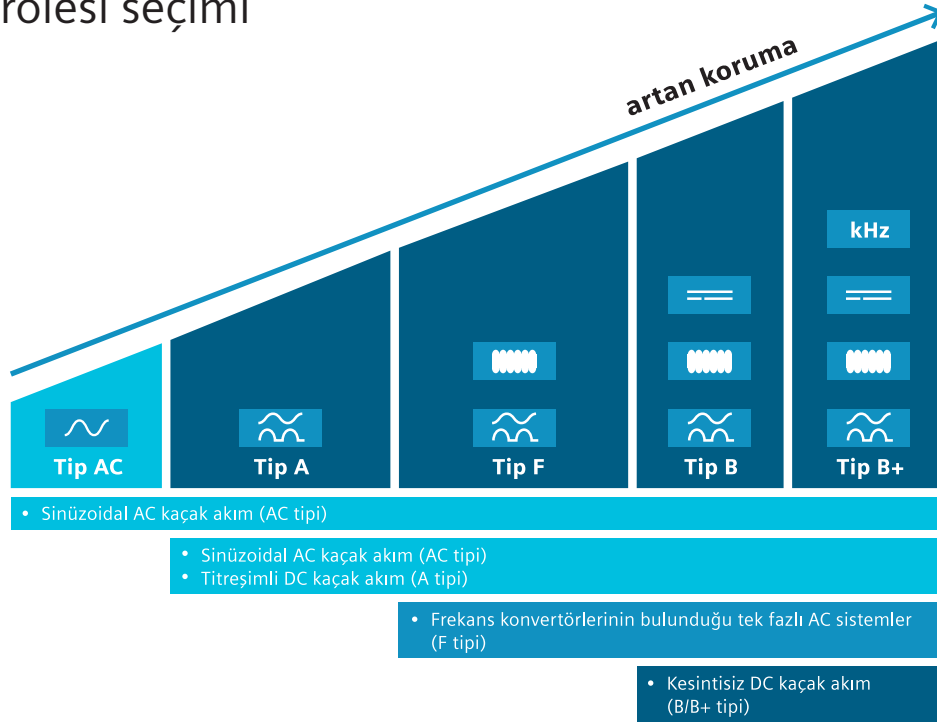 rolesi seçimi
artan koruma
kHz
Tip AC
Tip A
Tip F
Tip B
Tip B+
• Sinüzoidal AC kaçak akım (AC tipi)
• Sinüzoidal AC kaçak akım (AC tipi)
• Titreşimli DC kaçak akım (A tipi)
• Frekans konvertörlerinin bulunduğu tek fazlı AC sistemler
(F tipi)
• Kesintisiz DC kaçak akım
(B/B+ tipi)